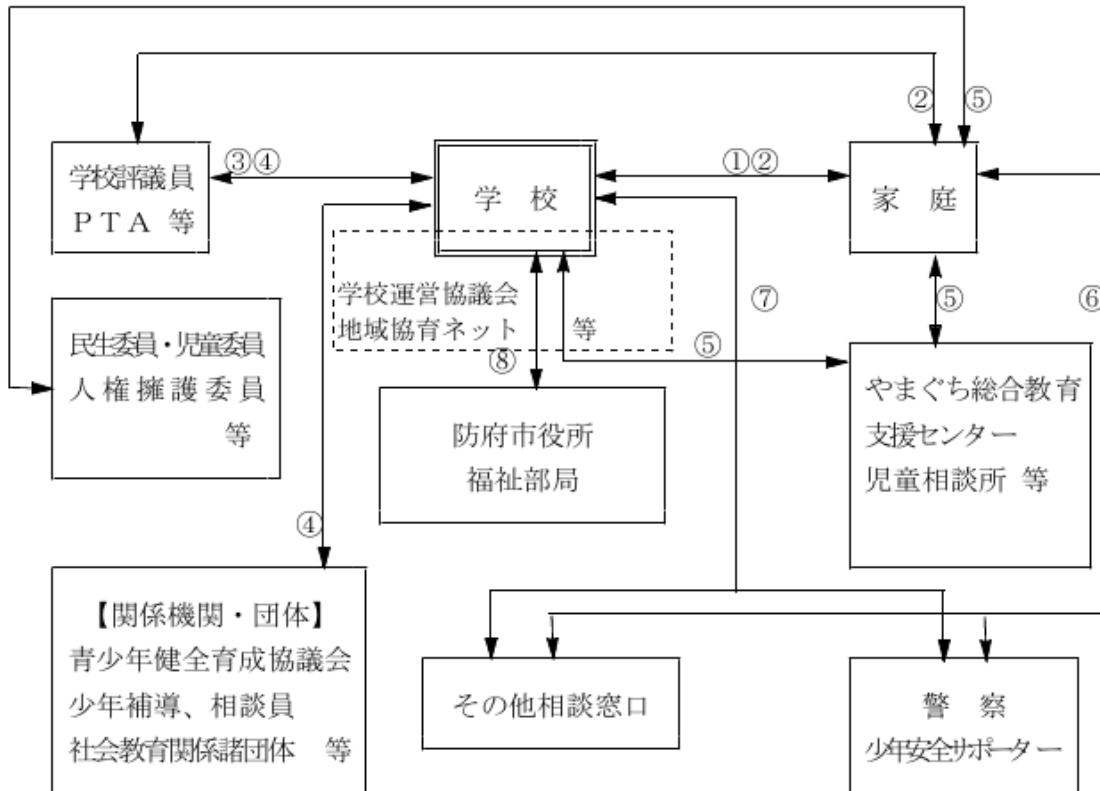 ② ⑤
学校評議員
ＰＴＡ 等
③④
学 校
①②
家 庭
学校運営協議会
地域協育ネット 等
⑦
⑤
⑥
民生委員・児童委員
人権擁護委員
等
⑧
⑤
防府市役所
福祉部局
やまぐち総合教育
支援センター
児童相談所 等
④
【関係機関・団体】
青少年健全育成協議会
少年補導、相談員
社会教育関係諸団体 等
その他相談窓口
警 察
少年安全サポーター